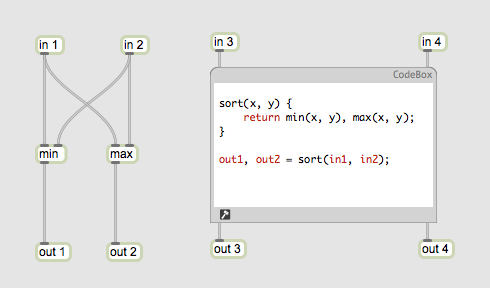 in 1
in 2
in 3
in 4
CodeBox
sort(x, y) {
    return min(x, y), max(x, y);
}
out1, out2 = sort(in1, in2);
min
max
out 1
out 2
out 3
out 4